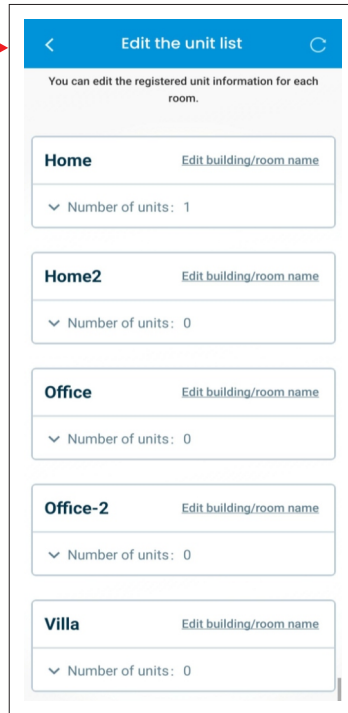 Edit the unit list
You can edit the registered unit information for each
room.
Home Edit building/room name
Number of units: 1
Home2 Edit building/room name
Number of units: 0
Office Edit building/room name
Number of units: 0
Office-2 Edit building/room name
Number of units: 0
Villa Edit building/room name
Number of units: 0